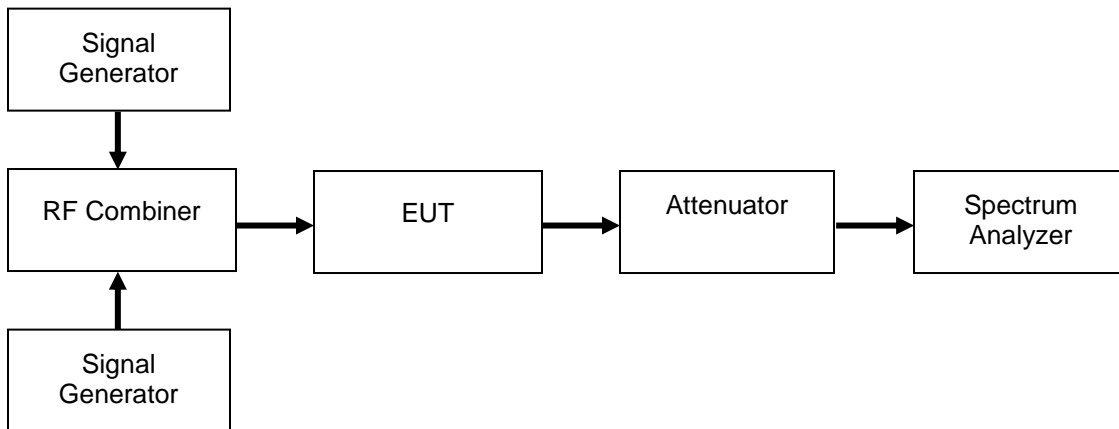 Signal
Generator
RF Combiner
EUT
Attenuator
Spectrum
Analyzer
Signal
Generator